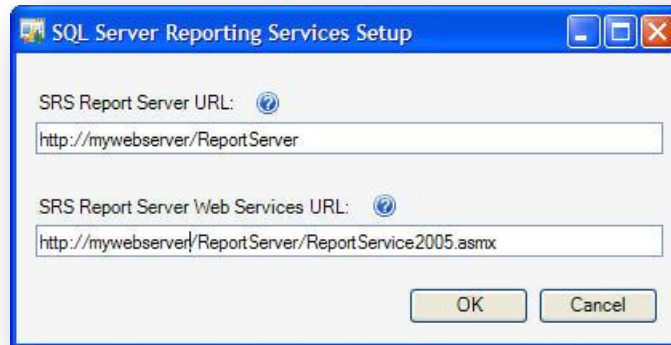 SQL Server Reporting Services Setup
SRS Report Server URL:
http://mywebserver/ReportServer
SRS Report Server Web Services URL:
http://mywebserver/ReportServer/ReportService2005.asmx
OK Cancel